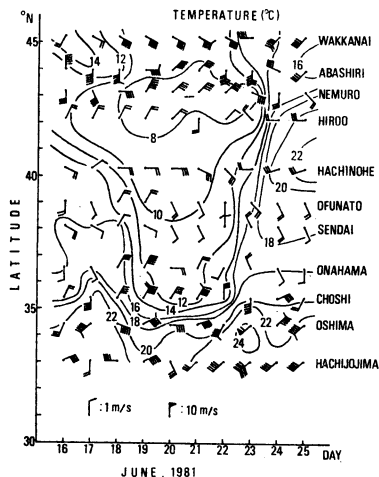 TEMPERATURE (°C)
°N
45
40
35
30
LATITUDE
WAKKANAI
ABASHIRI
NEMURO
HIROO
HACHINOHE
OFUNATO
SENDAI
ONAHAMA
CHOSHI
OSHIMA
HACHIJOJIMA
14
12
16
8
22
20
10
18
12
14
16
18
22
20
22
24
: 1 m/s
: 10 m/s
16 17 18 19 20 21 22 23 24 25 DAY
JUNE, 1981